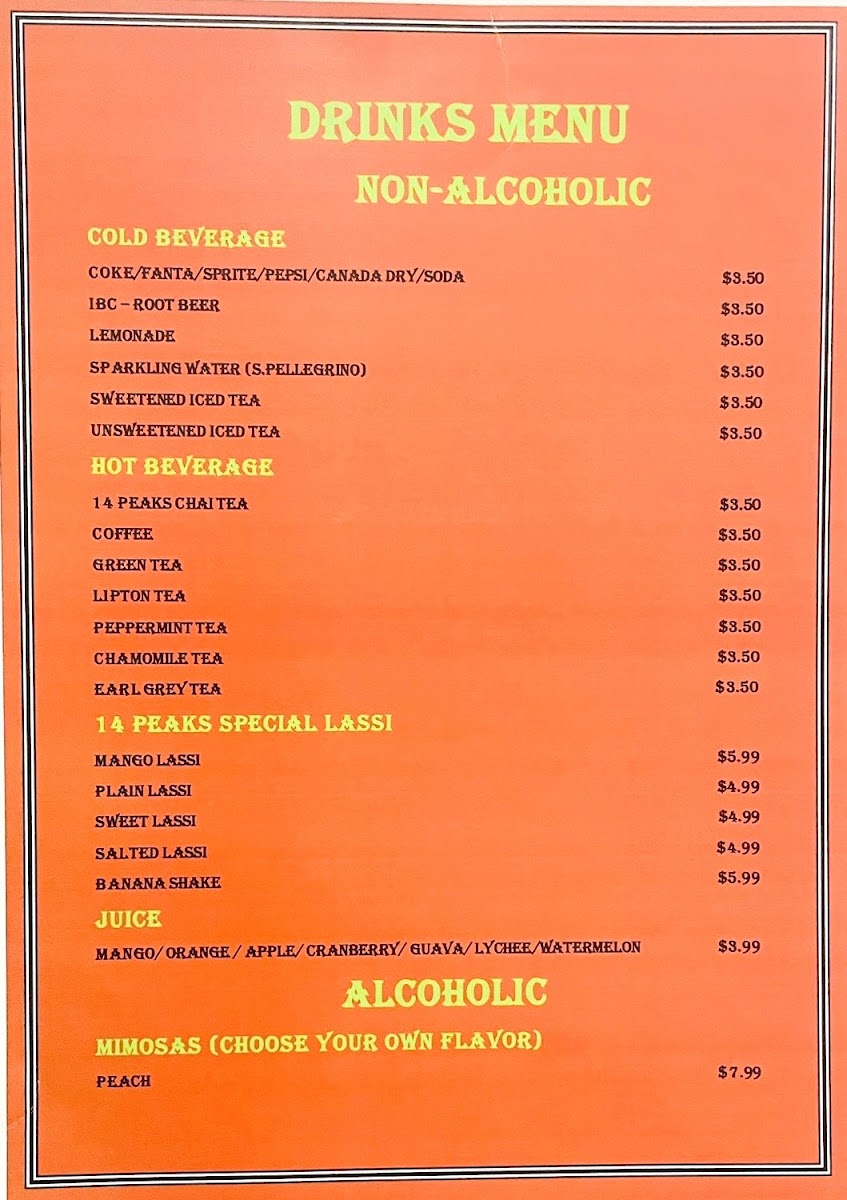 DRINKS MENU
NON-ALCOHOLIC
COLD BEVERAGE
COKE/FANTA/SPRITE/PEPSI/CANADA DRY/SODA $3.50
IBC – ROOT BEER $3.50
LEMONADE $3.50
SPARKLING WATER (S.PELLEGRINO) $3.50
SWEETENED ICED TEA $3.50
UNSWEETENED ICED TEA $3.50
HOT BEVERAGE
14 PEAKS CHAI TEA $3.50
COFFEE $3.50
GREEN TEA $3.50
LIPTON TEA $3.50
PEPPERMINT TEA $3.50
CHAMOMILE TEA $3.50
EARL GREY TEA $3.50
14 PEAKS SPECIAL LASSI
MANGO LASSI $5.99
PLAIN LASSI $4.99
SWEET LASSI $4.99
SALTED LASSI $4.99
BANANA SHAKE $5.99
JUICE
MANGO/ ORANGE / APPLE/ CRANBERRY/ GUAVA/ LYCHEE/WATERMELON $3.99
ALCOHOLIC
MIMOSAS (CHOOSE YOUR OWN FLAVOR)
PEACH $7.99